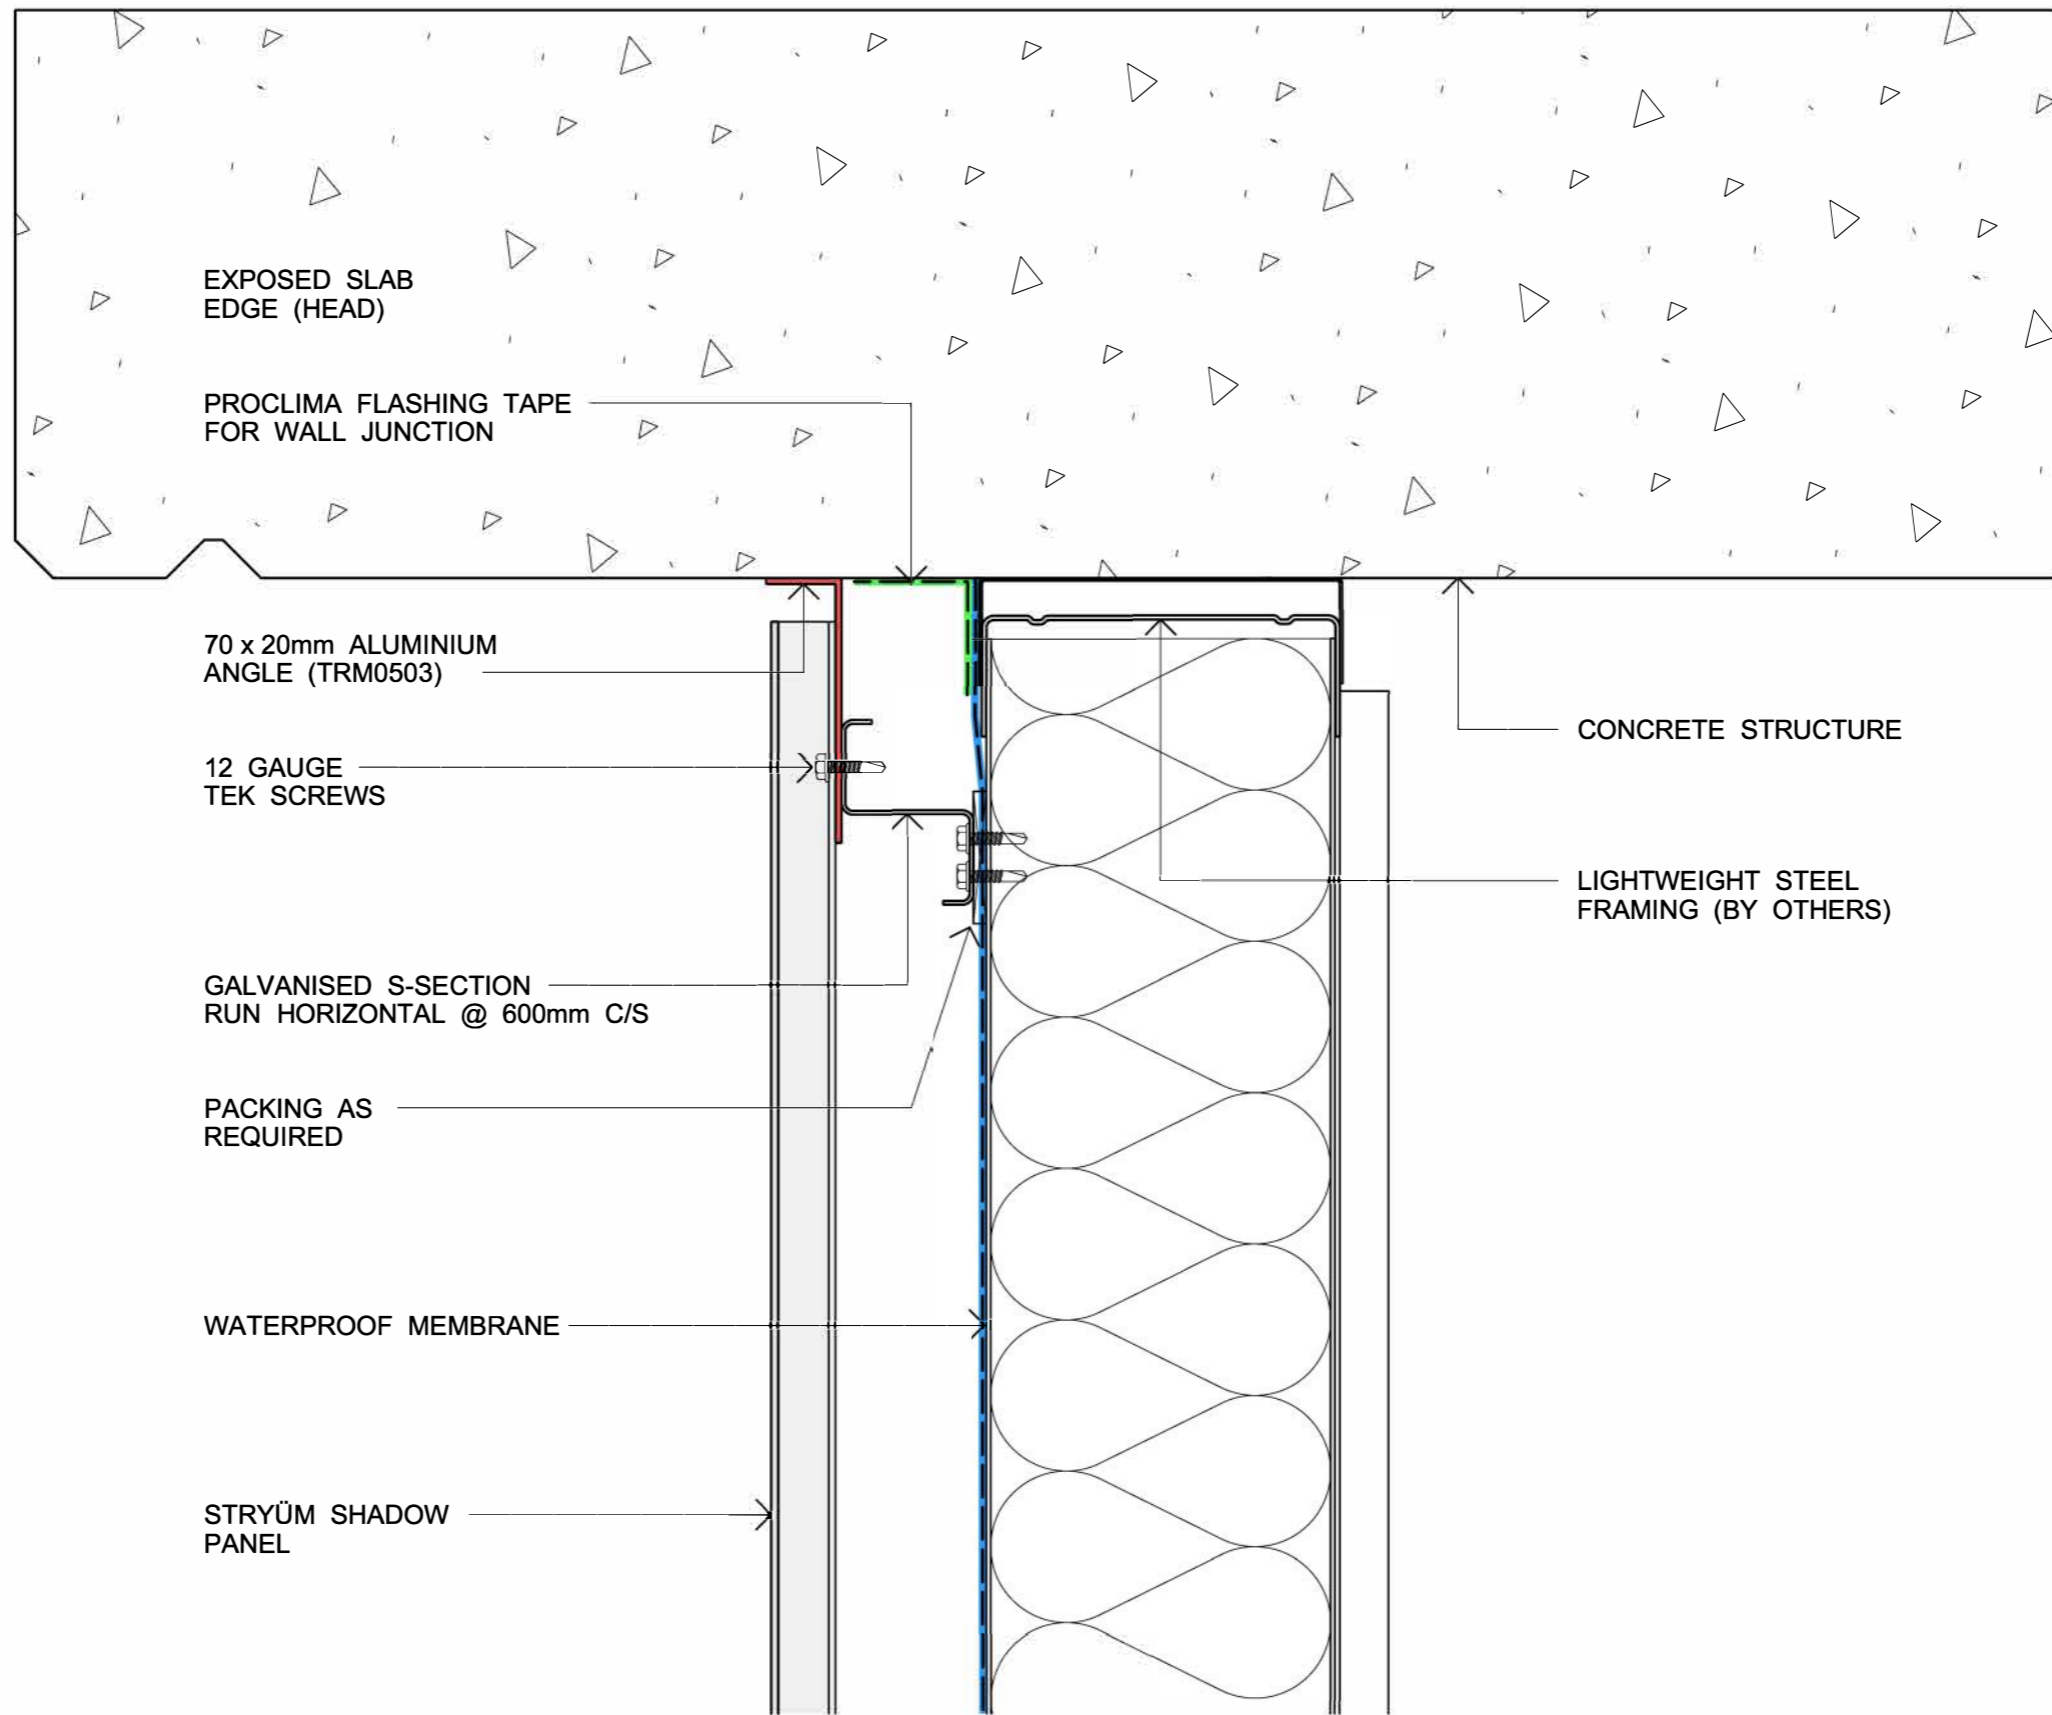 EXPOSED SLAB
EDGE (HEAD)
PROCLIMA FLASHING TAPE
FOR WALL JUNCTION
70 x 20mm ALUMINIUM
ANGLE (TRM0503)
12 GAUGE
TEK SCREWS
GALVANISED S-SECTION
RUN HORIZONTAL @ 600mm C/S
PACKING AS
REQUIRED
WATERPROOF MEMBRANE
STRYÜM SHADOW
PANEL
CONCRETE STRUCTURE
LIGHTWEIGHT STEEL
FRAMING (BY OTHERS)